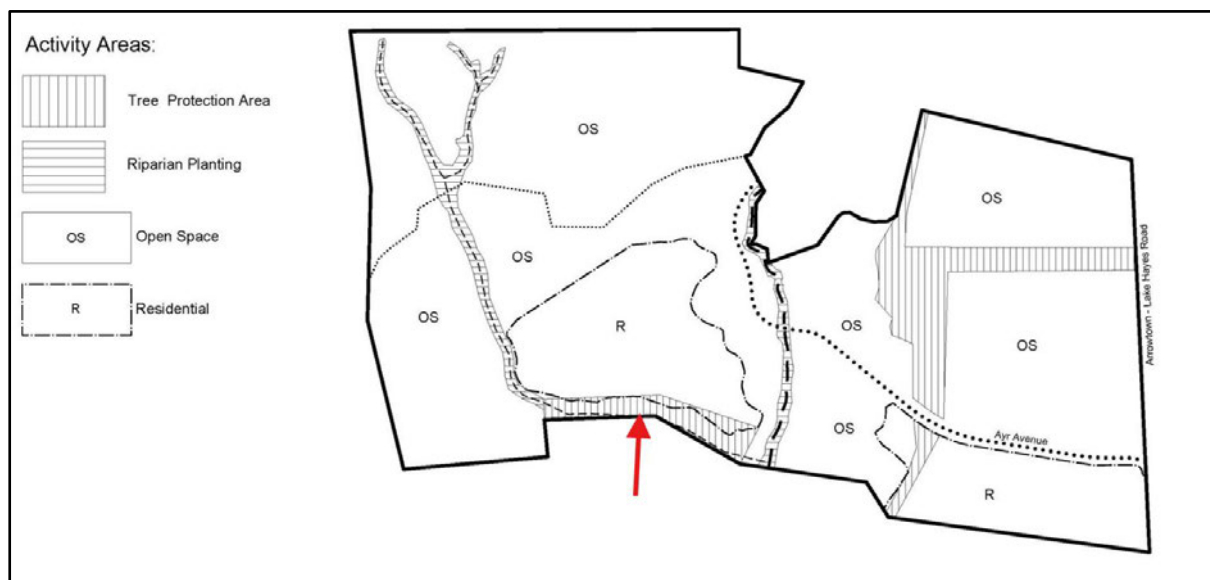 Activity Areas:
Tree Protection Area
Riparian Planting
OS
Open Space
R
Residential
OS
OS
OS
OS
R
OS
OS
OS
Arrowtown - Lake Hayes Road
Ayr Avenue
R